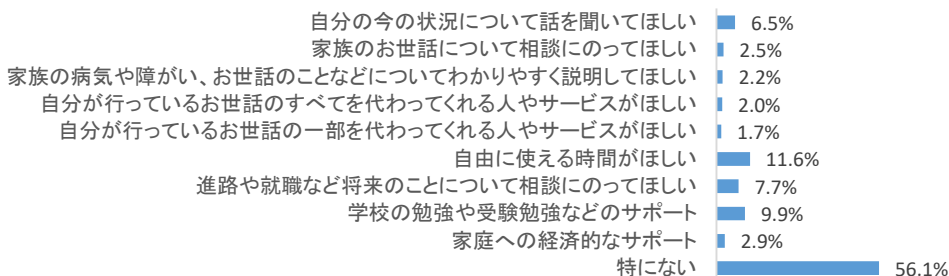 自分の今の状況について話を聞いてほしい 6.5%
家族のお世話について相談にのってほしい 2.5%
家族の病気や障がい、お世話のことなどについてわかりやすく説明してほしい 2.2%
自分が行っているお世話のすべてを代わってくれる人やサービスがほしい 2.0%
自分が行っているお世話の一部を代わってくれる人やサービスがほしい 1.7%
自由に使える時間がほしい 11.6%
進路や就職など将来のことについて相談にのってほしい 7.7%
学校の勉強や受験勉強などのサポート 9.9%
家庭への経済的なサポート 2.9%
特にない 56.1%